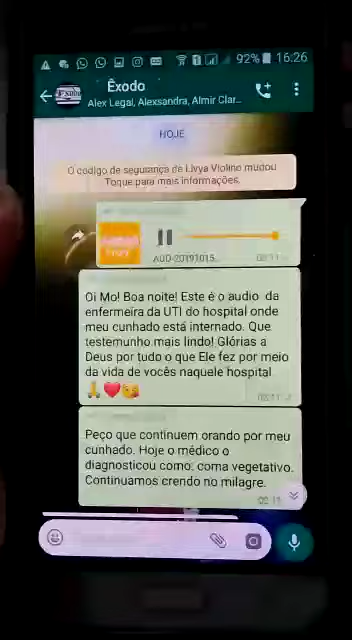 92% 16:26
Êxodo
Alex Legal, Alexsandra, Almir Clar...
HOJE
O código de segurança de Livya Violino mudou
Toque para mais informações.
AUD-20191015...
02:11
Oi Mo! Boa noite! Este é o audio da
enfermeira da UTI do hospital onde
meu cunhado está internado. Que
testemunho mais lindo! Glórias a
Deus por tudo o que Ele fez por meio
da vida de vocês naquele hospital
🙏❤️😘
02:11
Peço que continuem orando por meu
cunhado. Hoje o médico o
diagnosticou como: coma vegetativo.
Continuamos crendo no milagre.
02:15